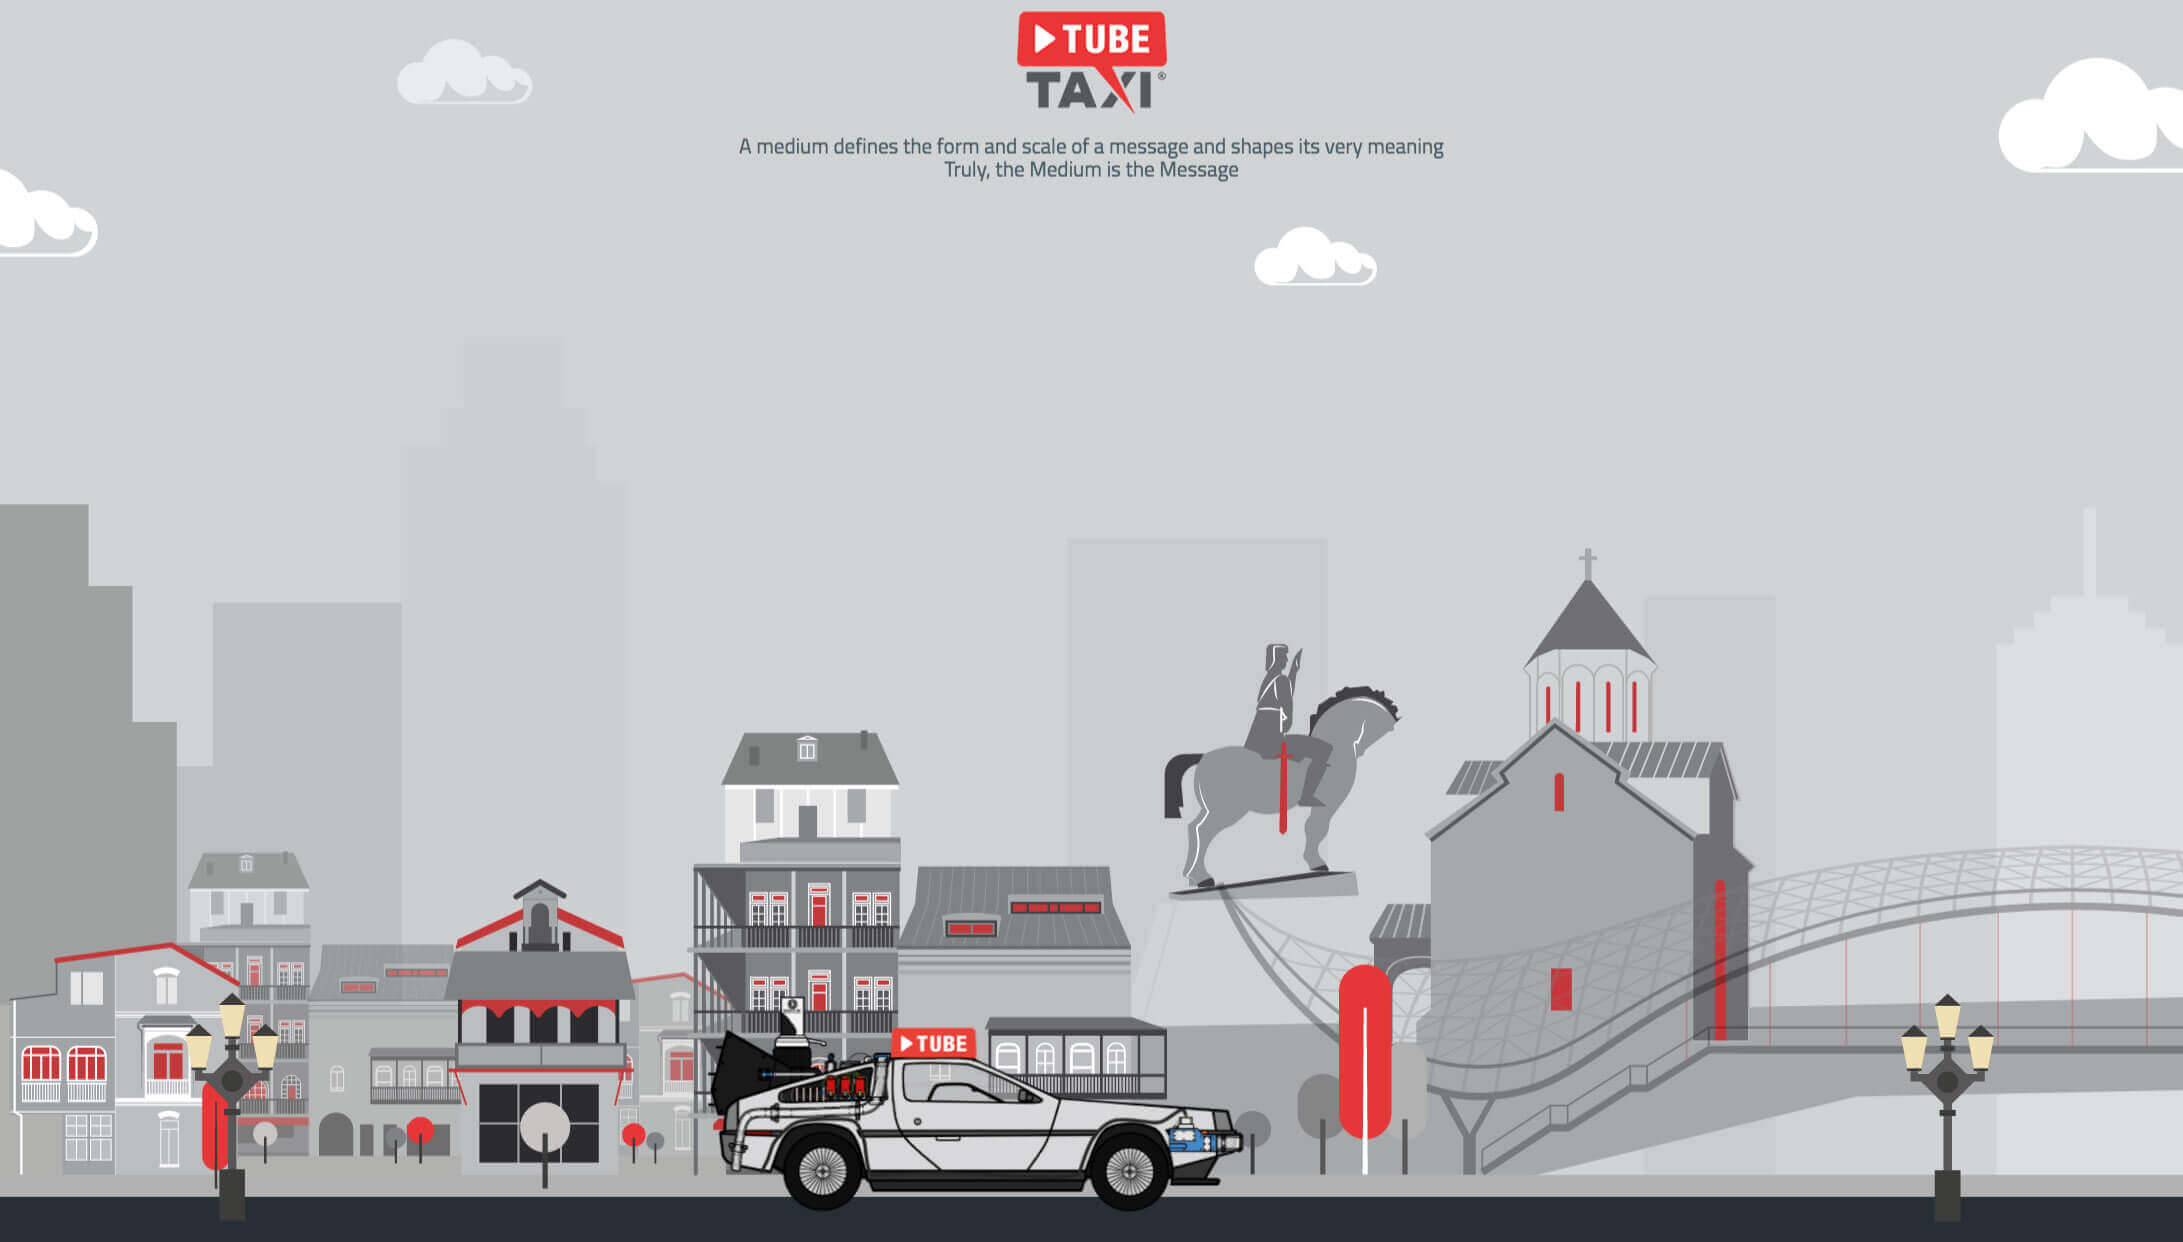 TUBE
TAXI®
A medium defines the form and scale of a message and shapes its very meaning
Truly, the Medium is the Message
TUBE